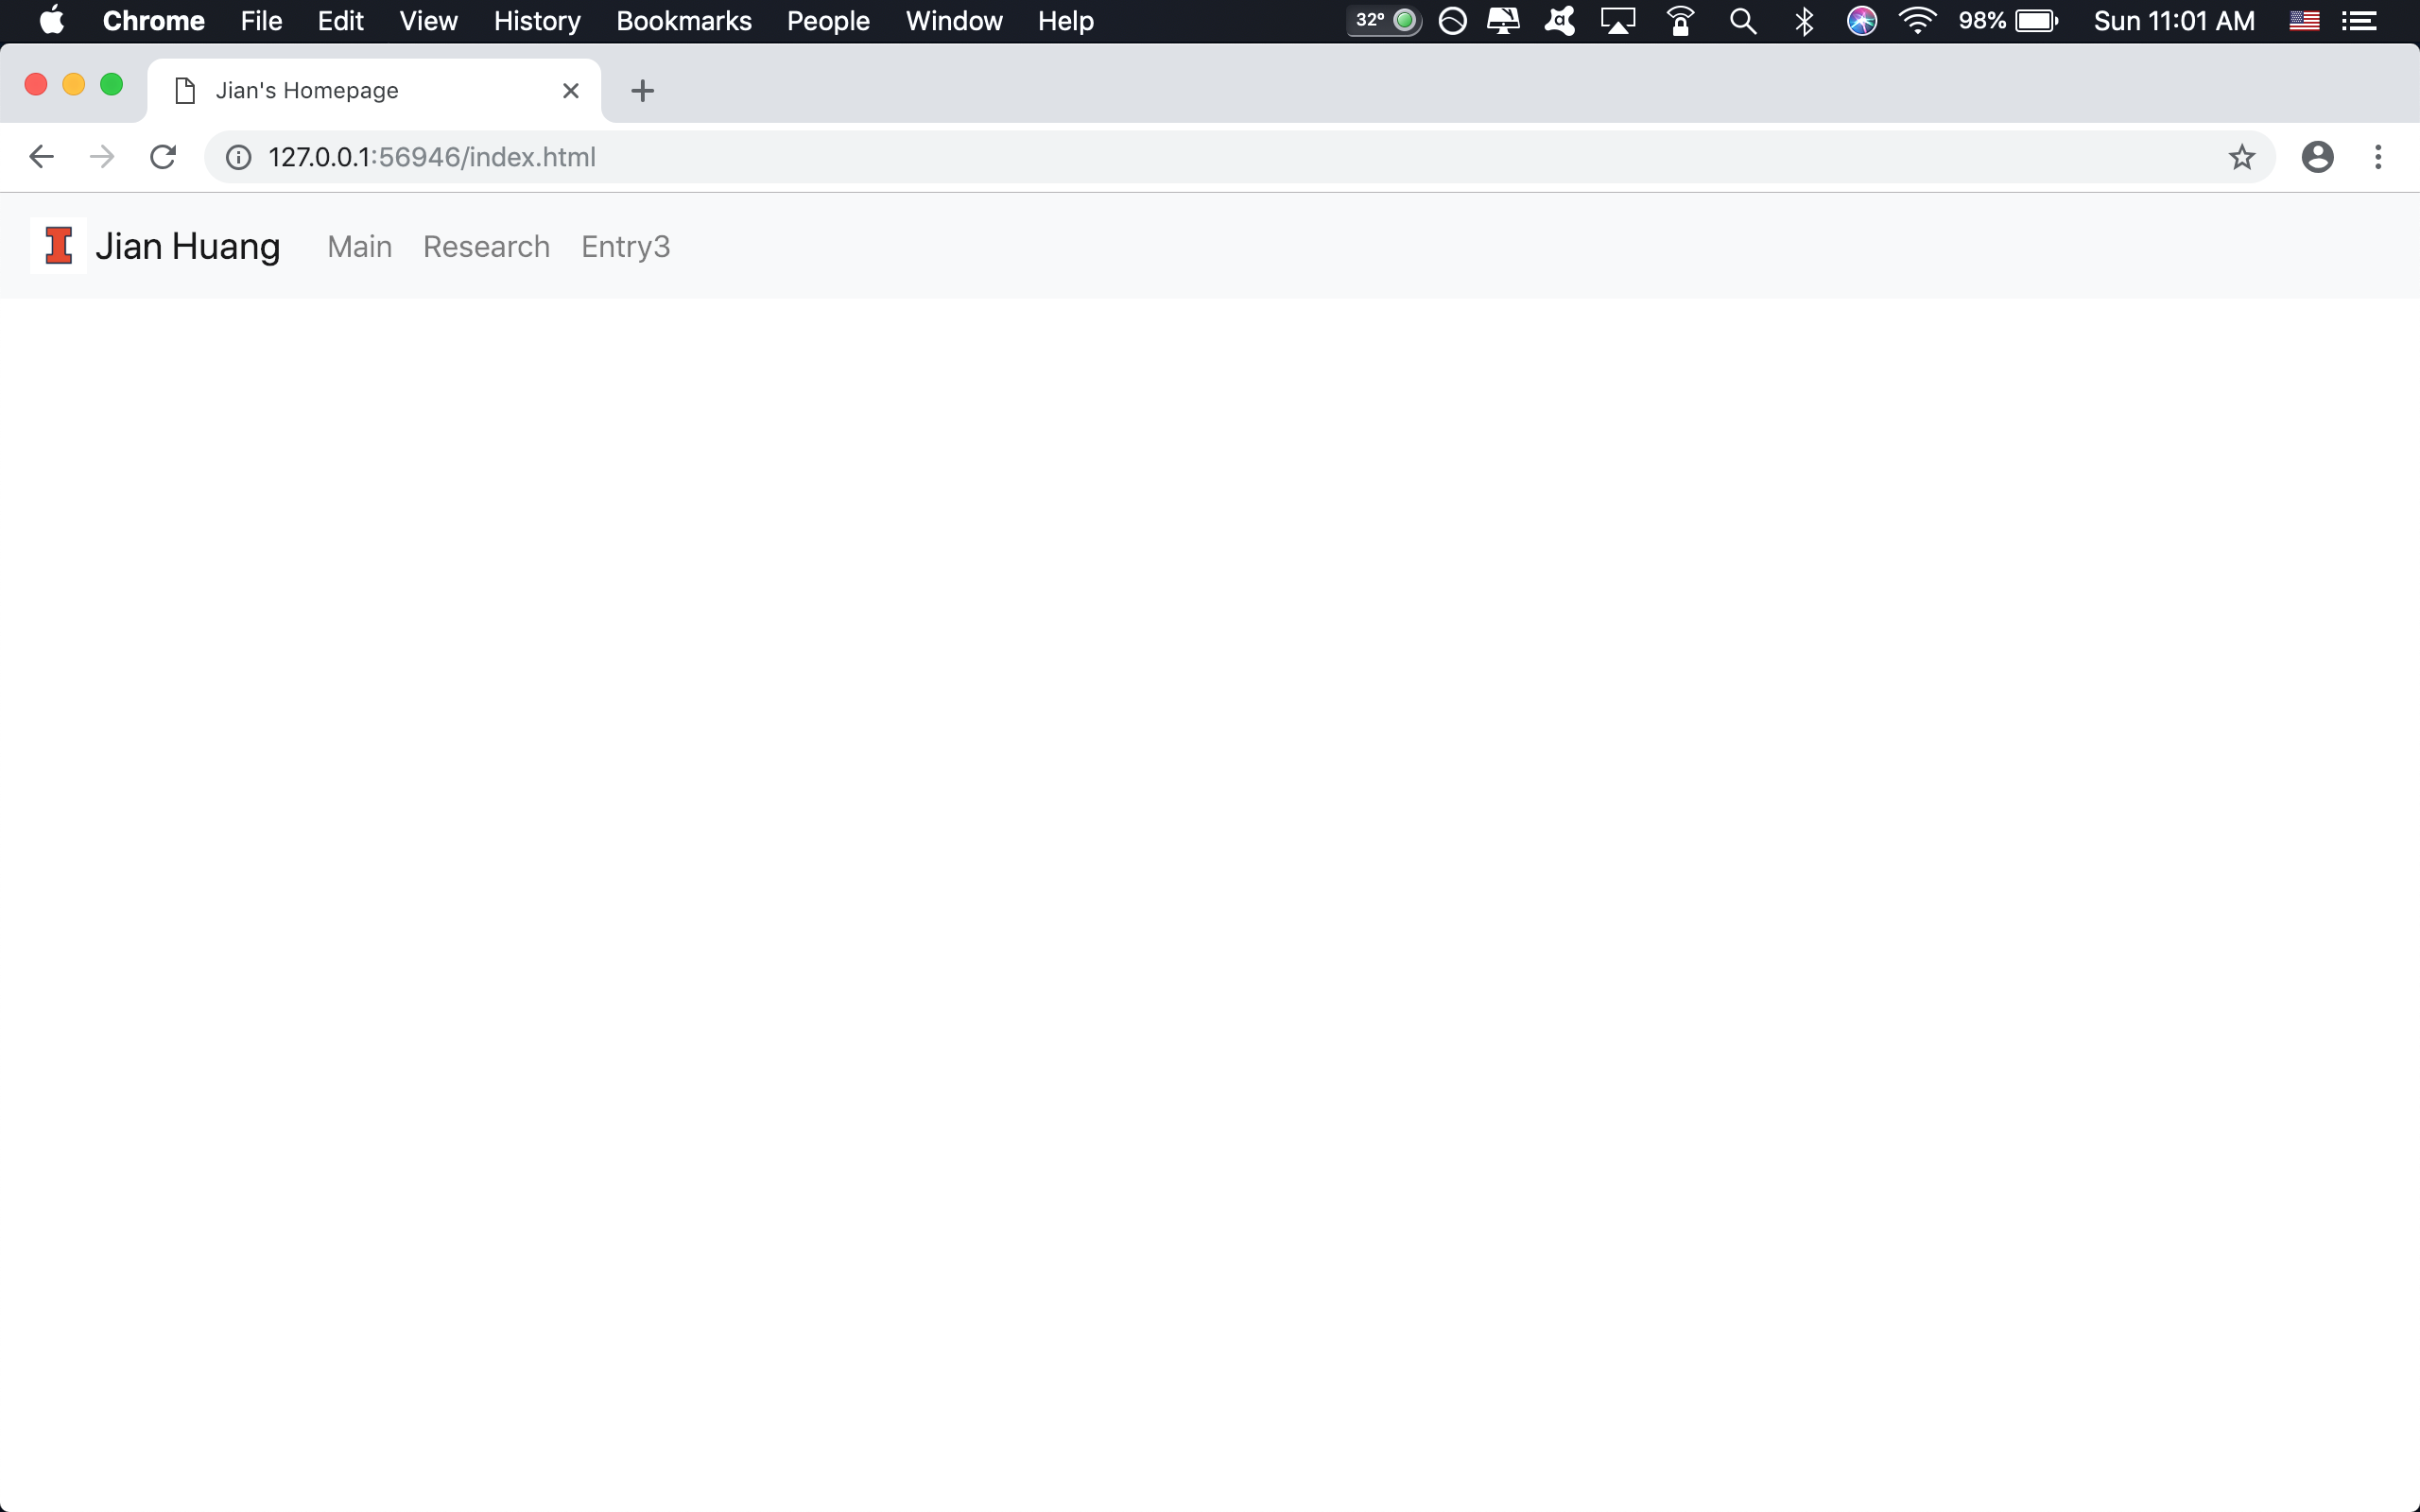 Chrome File Edit View History Bookmarks People Window Help 32° 98% Sun 11:01 AM
Jian's Homepage
127.0.0.1:56946/index.html
I Jian Huang Main Research Entry3